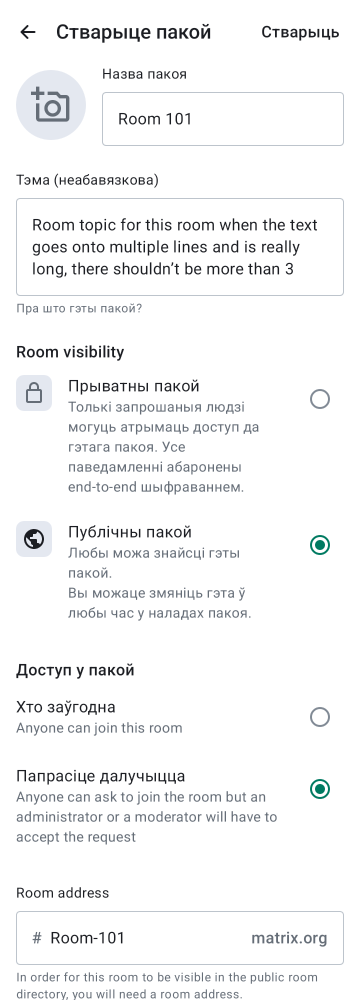 Стварыце пакой
Стварыць
Назва пакоя
Room 101
Тэма (неабавязкова)
Room topic for this room when the text
goes onto multiple lines and is really
long, there shouldn’t be more than 3
Пра што гэты пакой?
Room visibility
Прыватны пакой
Толькі запрошаныя людзі
могуць атрымаць доступ да
гэтага пакоя. Усе
паведамленні абаронены
end-to-end шыфраваннем.
Публічны пакой
Любы можа знайсці гэты
пакой.
Вы можаце змяніць гэта ў
любы час у наладах пакоя.
Доступ у пакой
Хто заўгодна
Anyone can join this room
Папрасіце далучыцца
Anyone can ask to join the room but an
administrator or a moderator will have to
accept the request
Room address
# Room-101 matrix.org
In order for this room to be visible in the public room
directory, you will need a room address.